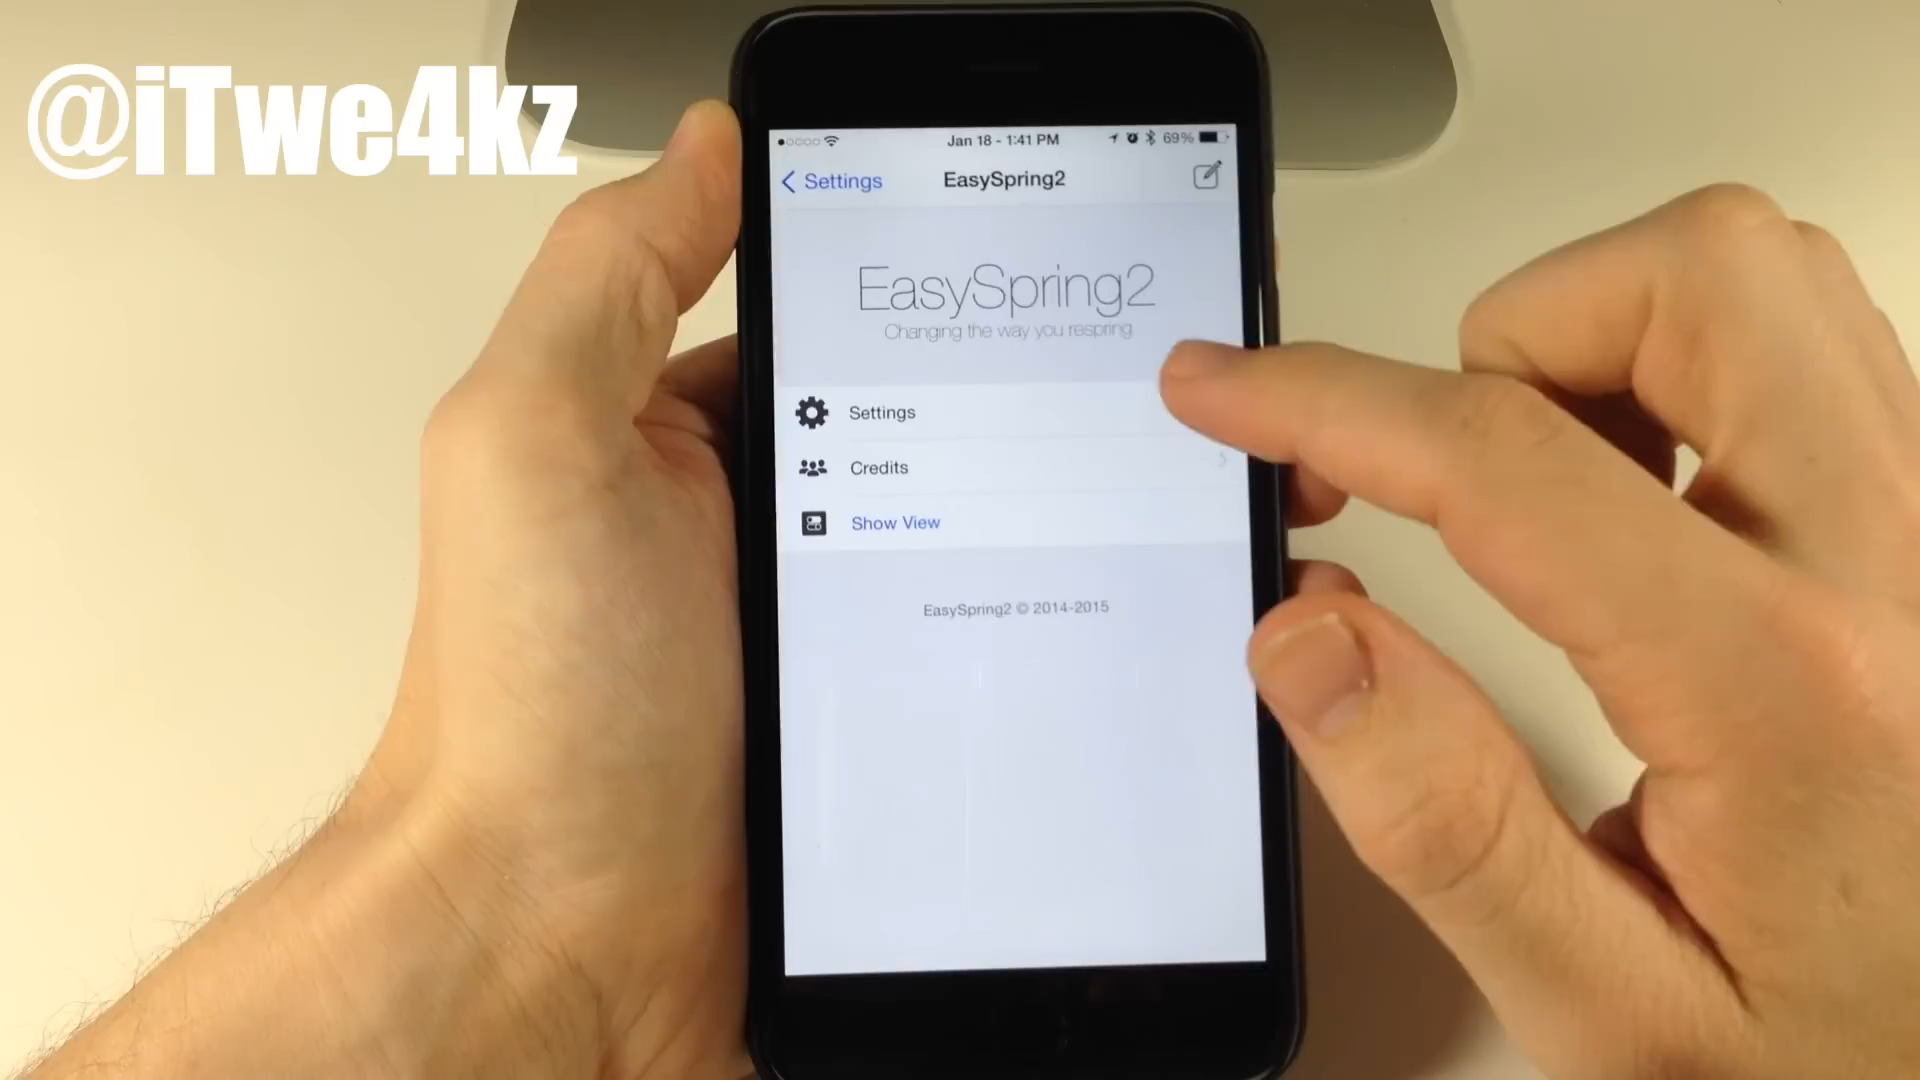 @iTwe4kz
Jan 18 - 1:41 PM
69%
Settings
EasySpring2
EasySpring2
Changing the way you respring
Settings
Credits
Show View
EasySpring2 © 2014-2015